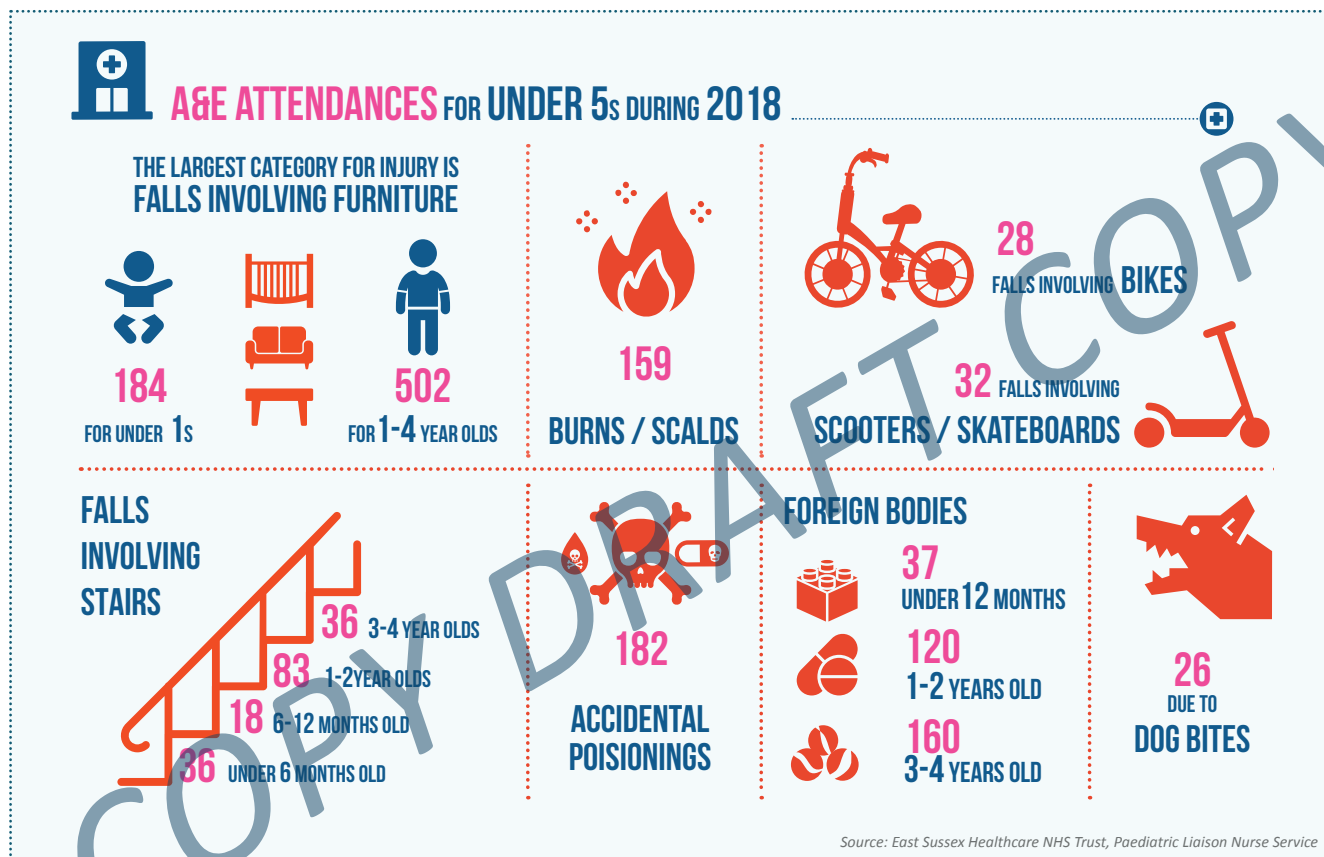 A&E ATTENDANCES FOR UNDER 5S DURING 2018
THE LARGEST CATEGORY FOR INJURY IS
FALLS INVOLVING FURNITURE
184
FOR UNDER 1S
502
FOR 1-4 YEAR OLDS
159
BURNS / SCALDS
28
FALLS INVOLVING BIKES
32 FALLS INVOLVING
SCOOTERS / SKATEBOARDS
FALLS
INVOLVING
STAIRS
36 3-4 YEAR OLDS
83 1-2YEAR OLDS
18 6-12 MONTHS OLD
36 UNDER 6 MONTHS OLD
182
ACCIDENTAL
POISIONINGS
FOREIGN BODIES
37
UNDER 12 MONTHS
120
1-2 YEARS OLD
160
3-4 YEARS OLD
26
DUE TO
DOG BITES
Source: East Sussex Healthcare NHS Trust, Paediatric Liaison Nurse Service
COPY DRAFT COPY